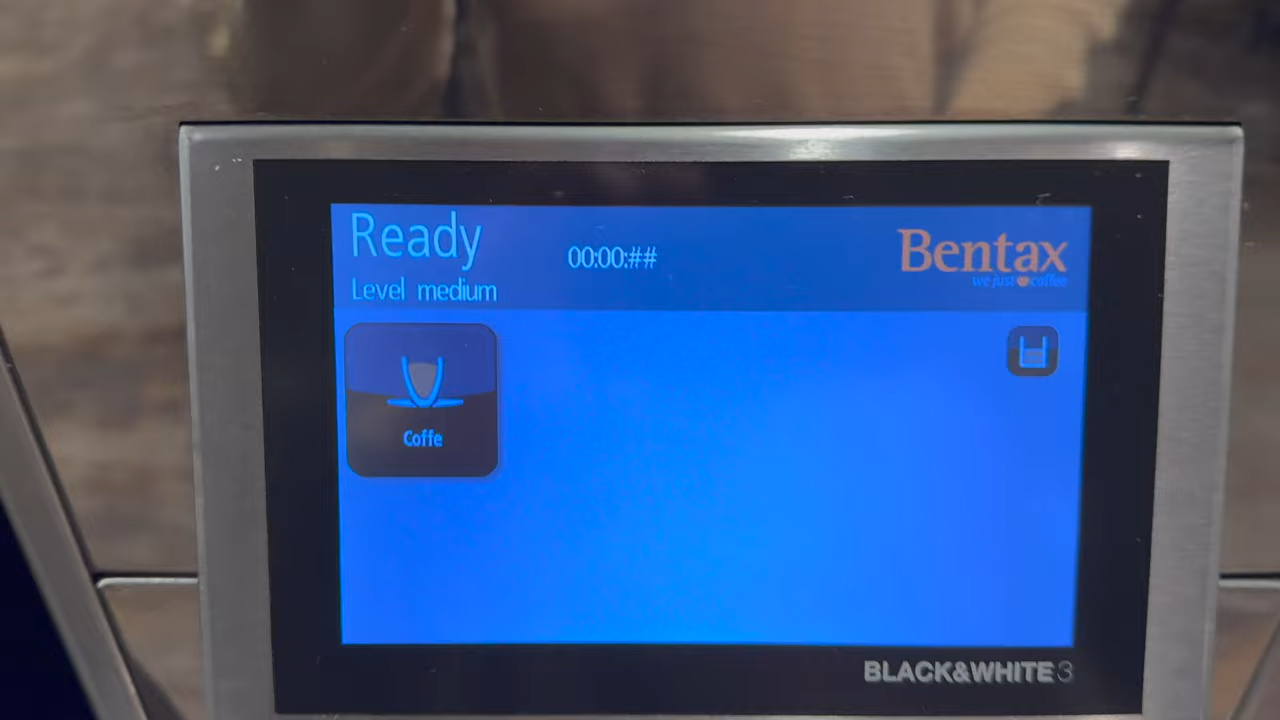 Ready
00:00:##
Bentax
we just coffee
Level medium
Coffe
BLACK&WHITE3